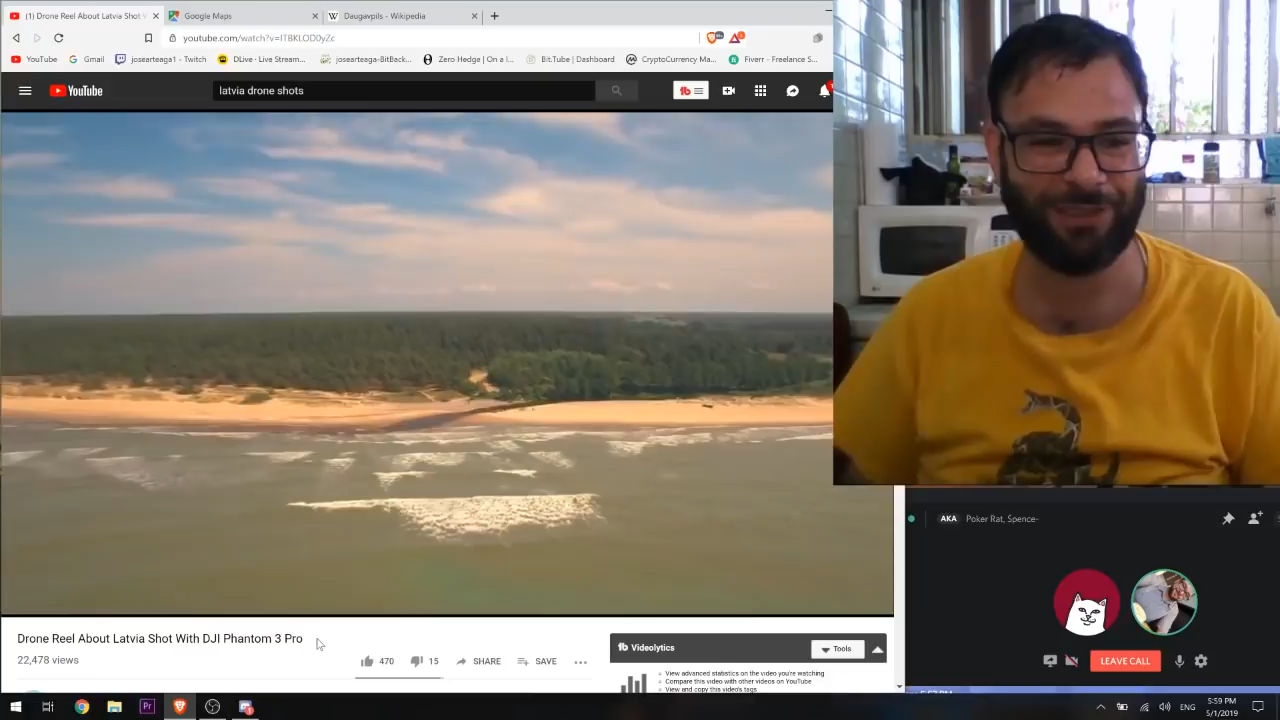 (1) Drone Reel About Latvia Shot V
Google Maps
Daugavpils - Wikipedia
youtube.com/watch?v=ITBKLOD0yZc
YouTube
Gmail
josearteaga1 - Twitch
DLive · Live Stream...
josearteaga-BitBack...
Zero Hedge | On a l...
Bit.Tube | Dashboard
CryptoCurrency Ma...
Fiverr - Freelance S...
YouTube
latvia drone shots
tb
AKA Poker Rat, Spence-
Drone Reel About Latvia Shot With DJI Phantom 3 Pro
22,478 views
470
15
SHARE
SAVE
tb Videolytics
Tools
View advanced statistics on the video you're watching
Compare this video with other videos on YouTube
View and copy this video's tags
LEAVE CALL
Pr
ENG
5:59 PM
5/1/2019